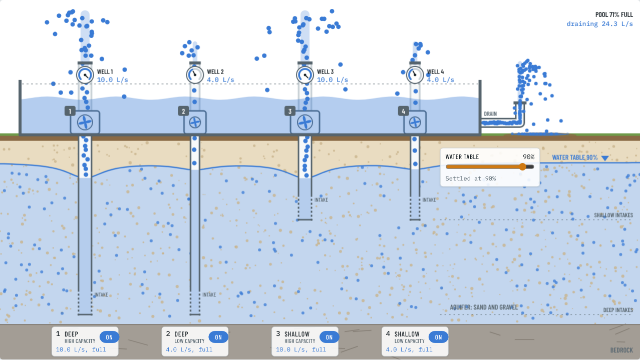 POOL 71% FULL
draining 24.3 L/s
WELL 1
10.0 L/s
WELL 2
4.0 L/s
WELL 3
10.0 L/s
WELL 4
4.0 L/s
1
2
3
4
DRAIN
WATER TABLE 90%
Settled at 90%
WATER TABLE 90%
INTAKE
INTAKE
SHALLOW INTAKES
INTAKE
INTAKE
AQUIFER: SAND AND GRAVEL
DEEP INTAKES
1 DEEP
HIGH CAPACITY
ON
10.0 L/s, full
2 DEEP
LOW CAPACITY
ON
4.0 L/s, full
3 SHALLOW
HIGH CAPACITY
ON
10.0 L/s, full
4 SHALLOW
LOW CAPACITY
ON
4.0 L/s, full
BEDROCK